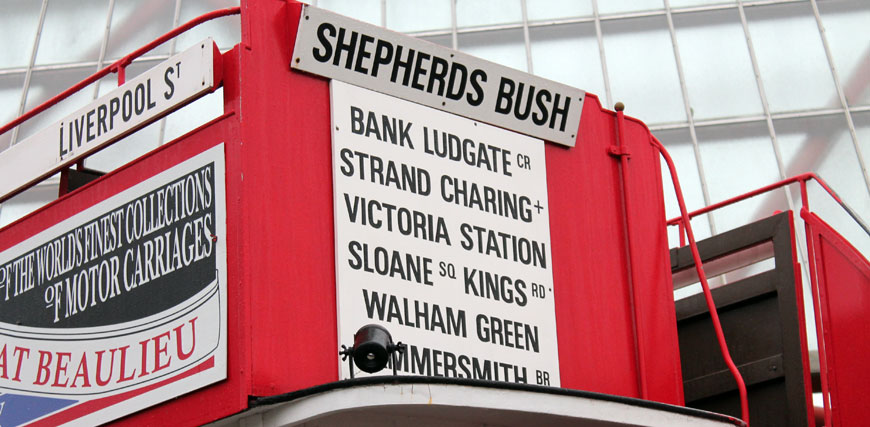 SHEPHERDS BUSH
LIVERPOOL ST
BANK LUDGATE CR
STRAND CHARING+
VICTORIA STATION
SLOANE SQ KINGS RD.
WALHAM GREEN
MMERSMITH BR
OF THE WORLDS FINEST COLLECTIONS
OF MOTOR CARRIAGES
AT BEAULIEU